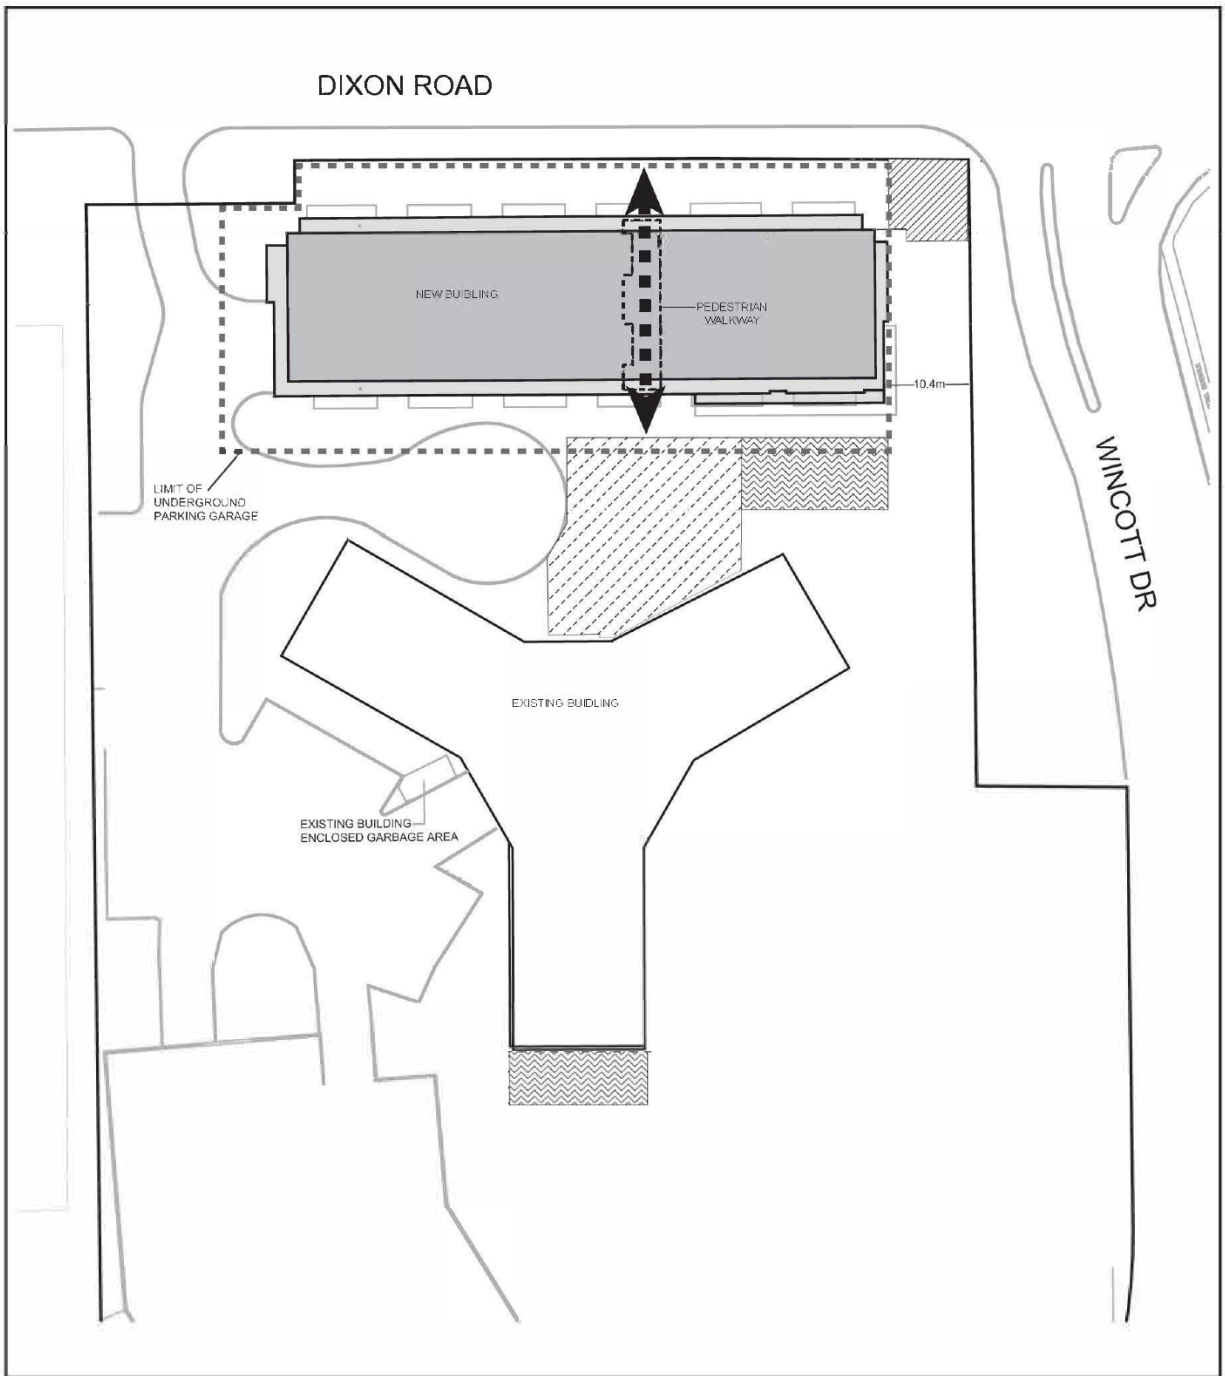 DIXON ROAD
NEW BUIBLING
PEDESTRIAN
WALKWAY
10.4m
WINCOTT DR
LIMIT OF
UNDERGROUND
PARKING GARAGE
EXISTING BUIDLING
EXISTING BUILDING
ENCLOSED GARBAGE AREA